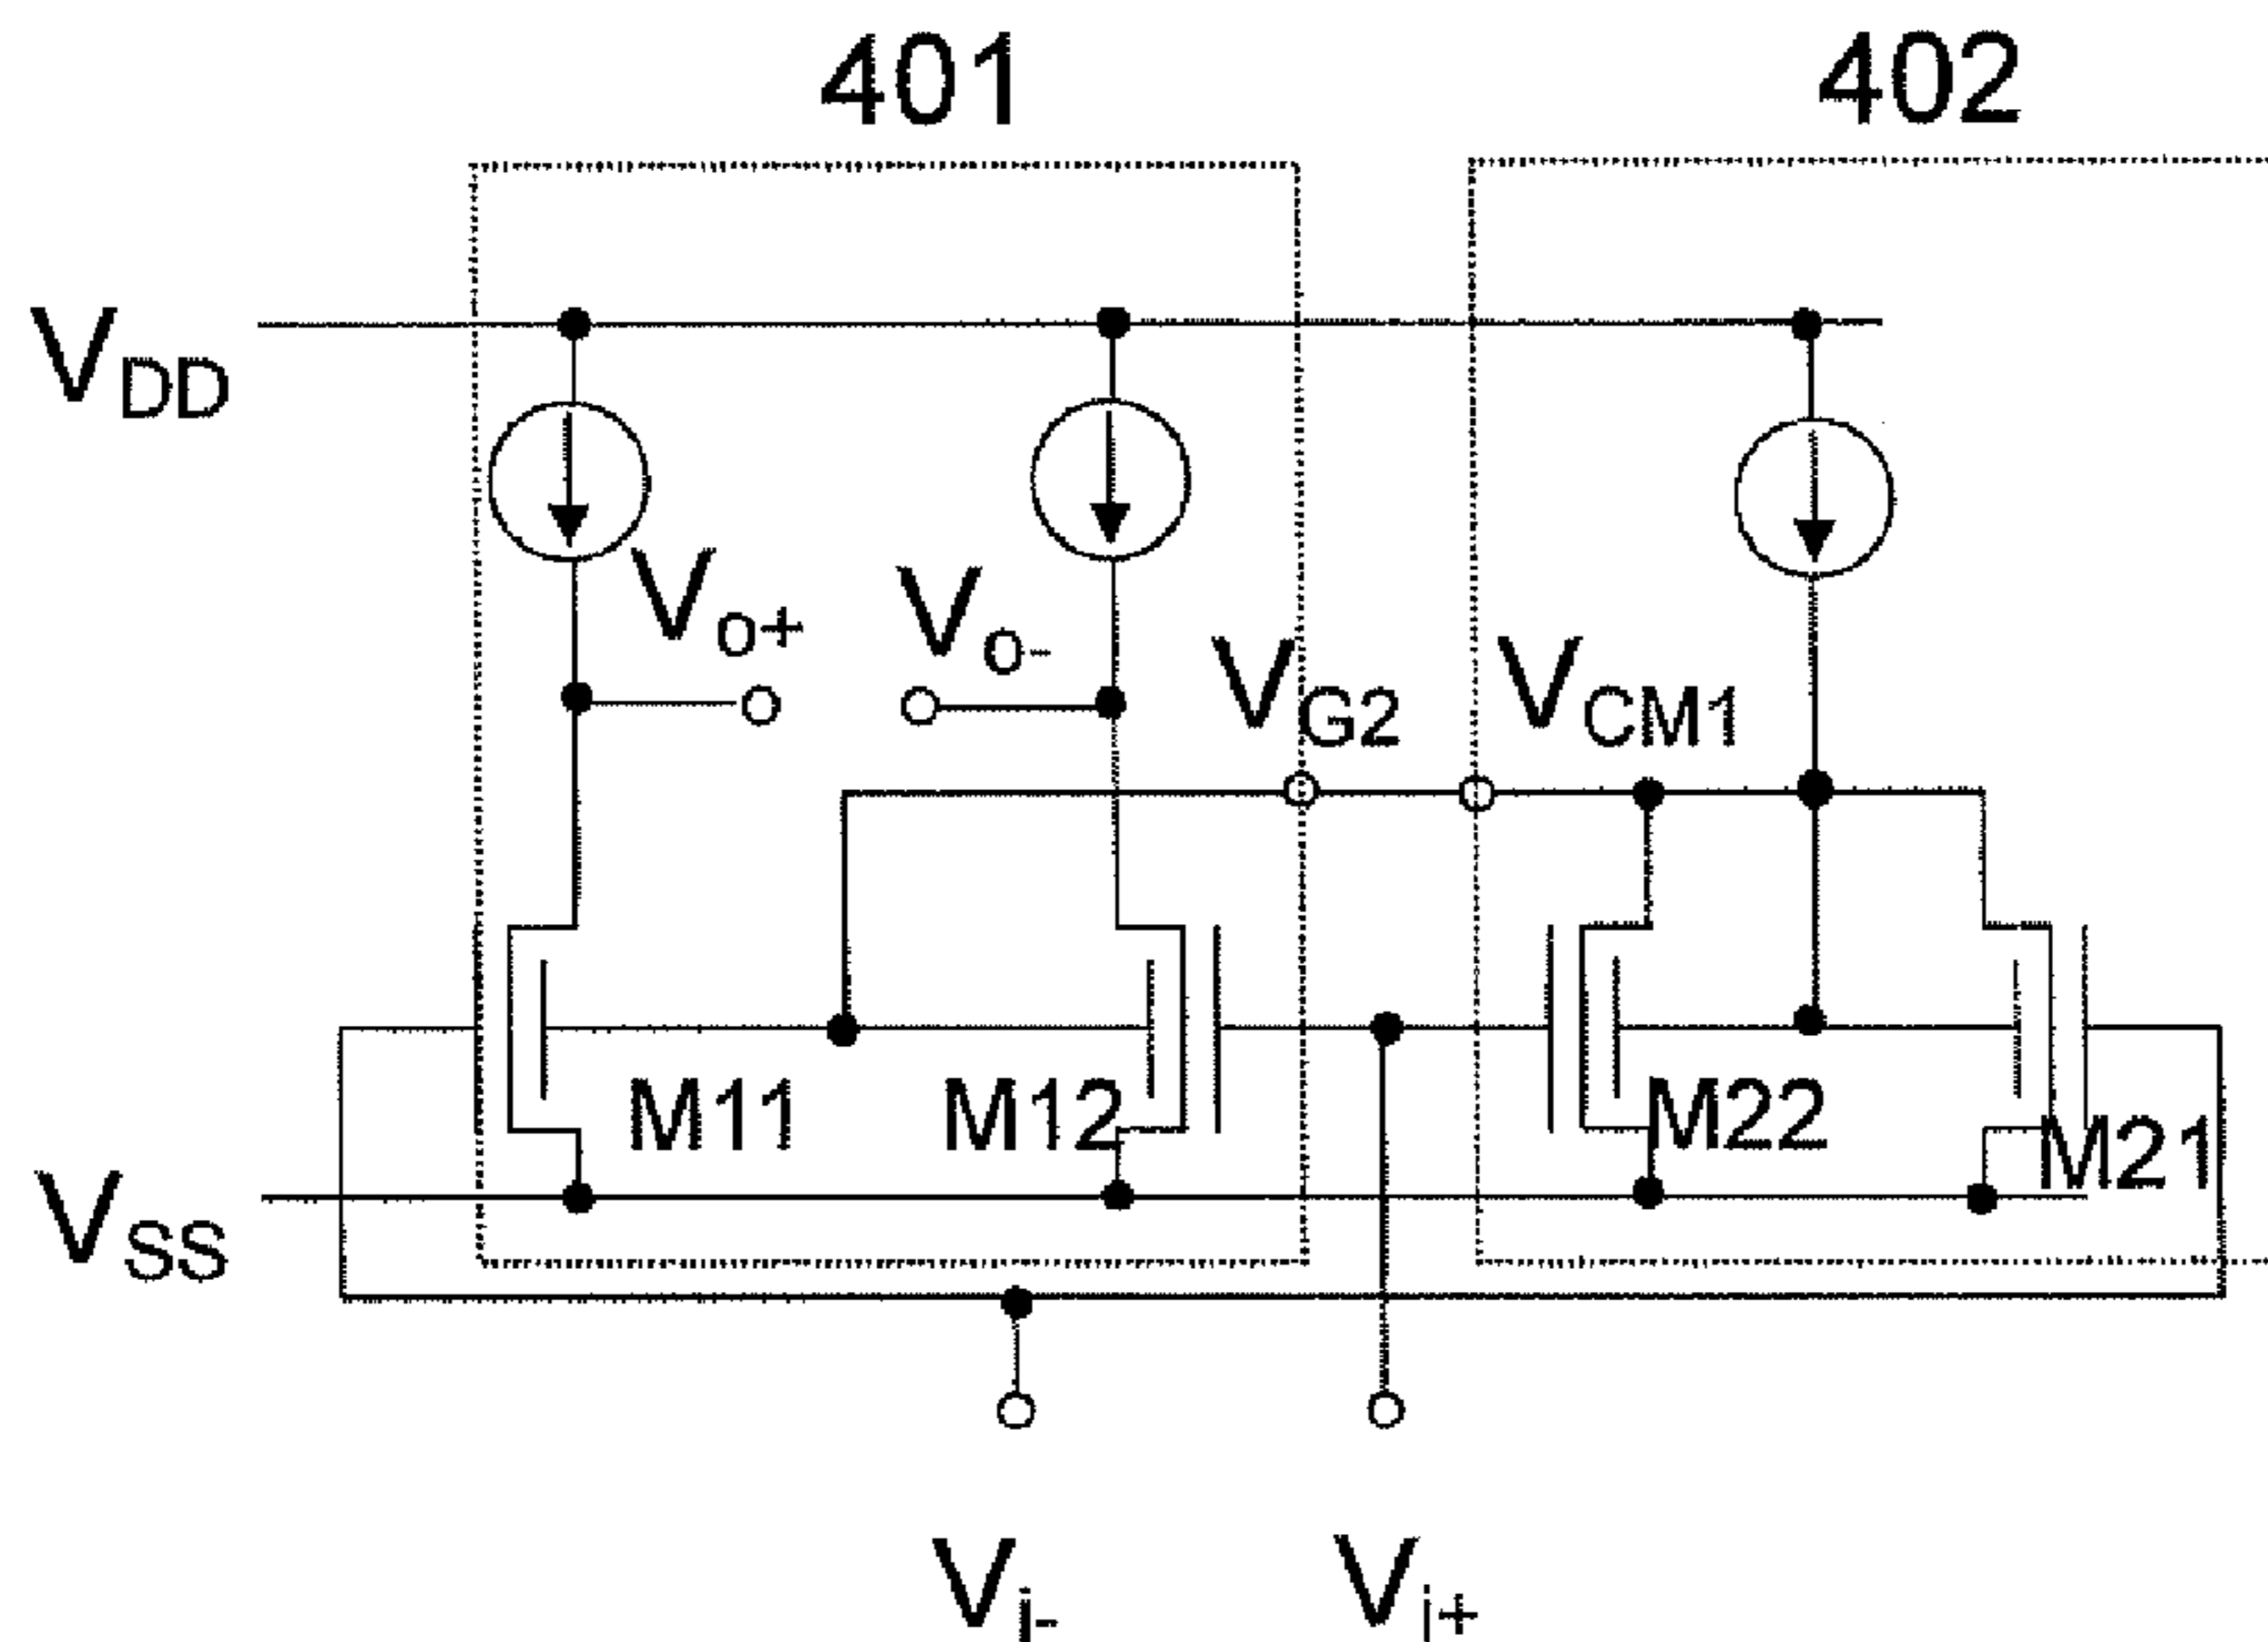 401
402
VDD
Vo+
Vo-
VG2
VCM1
M11
M12
M22
M21
VSS
Vi-
Vi+